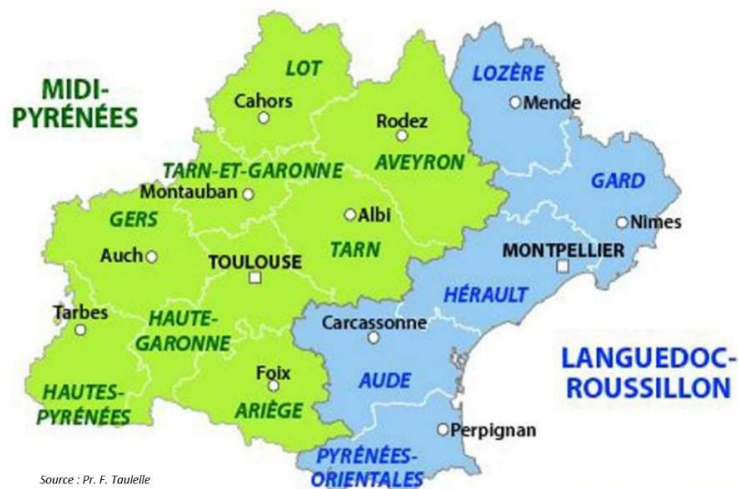 MIDI-
PYRÉNÉES
LOT
Cahors
LOZÈRE
Mende
Rodez
AVEYRON
TARN-ET-GARONNE
Montauban
GARD
Nîmes
GERS
Auch
Albi
TARN
TOULOUSE
MONTPELLIER
HÉRAULT
Tarbes
HAUTE-
GARONNE
Carcassonne
AUDE
LANGUEDOC-
ROUSSILLON
HAUTES-
PYRÉNÉES
Foix
ARIÈGE
Perpignan
PYRÉNÉES-
ORIENTALES
Source : Pr. F. Taulelle